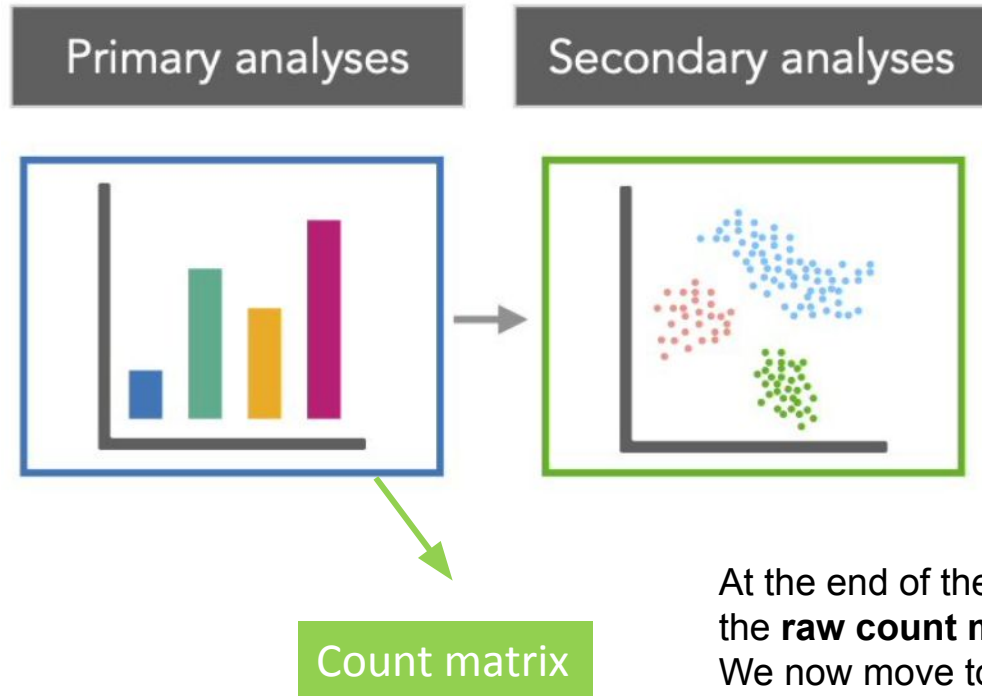 Primary analyses
Secondary analyses
Count matrix
At the end of the
the raw count
We now move to